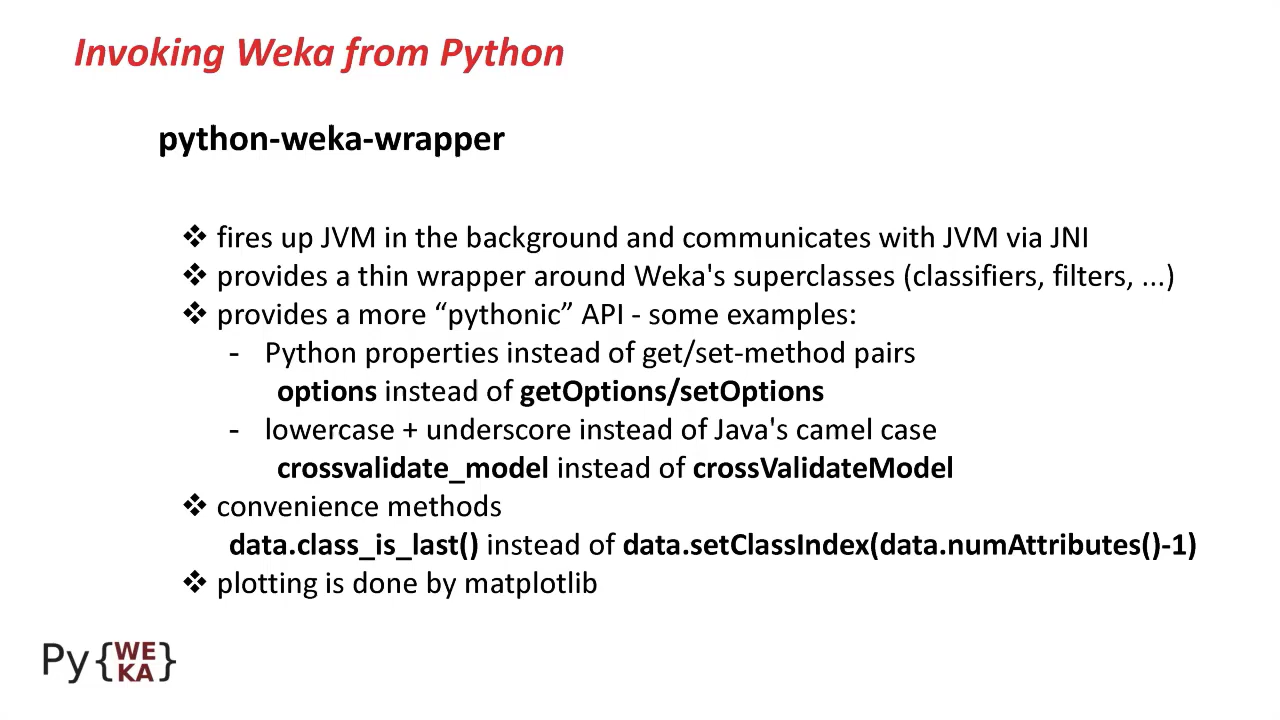 Invoking Weka from Python
python-weka-wrapper
❖ fires up JVM in the background and communicates with JVM via JNI
❖ provides a thin wrapper around Weka's superclasses (classifiers, filters, ...)
❖ provides a more “pythonic” API - some examples:
- Python properties instead of get/set-method pairs
options instead of getOptions/setOptions
- lowercase + underscore instead of Java's camel case
crossvalidate_model instead of crossValidateModel
❖ convenience methods
data.class_is_last() instead of data.setClassIndex(data.numAttributes()-1)
❖ plotting is done by matplotlib
Py{WE
KA}